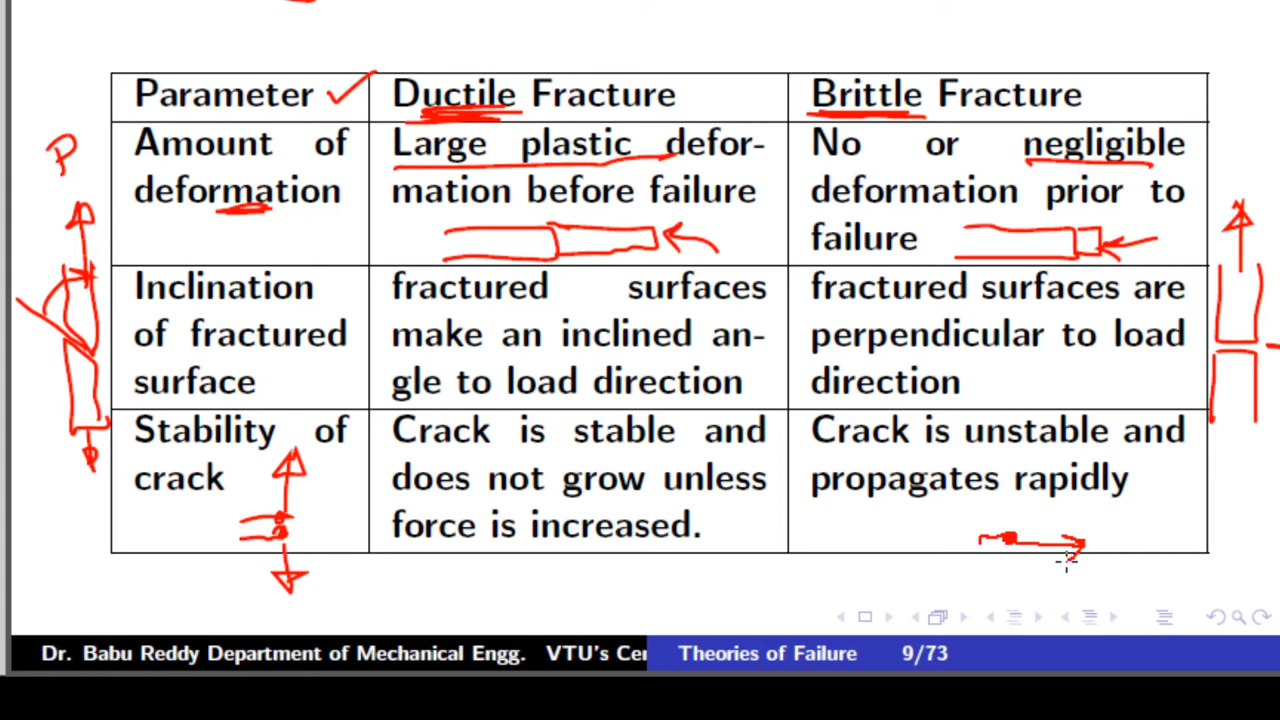 Parameter
Ductile Fracture
Brittle Fracture
Amount of
deformation
Large plastic defor-
mation before failure
No or negligible
deformation prior to
failure
Inclination
of fractured
surface
fractured surfaces
make an inclined an-
gle to load direction
fractured surfaces are
perpendicular to load
direction
Stability of
crack
Crack is stable and
does not grow unless
force is increased.
Crack is unstable and
propagates rapidly
P
Dr. Babu Reddy Department of Mechanical Engg. VTU's Cen
Theories of Failure 9/73